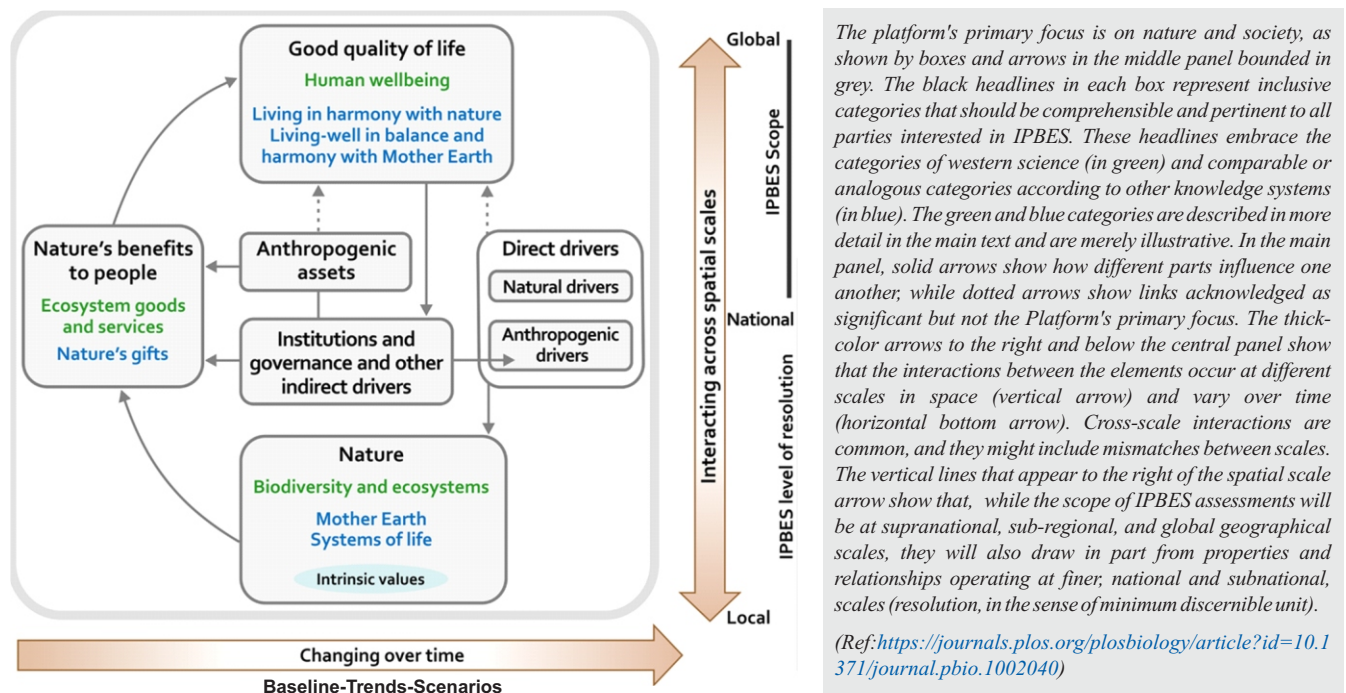 Good quality of life
Human wellbeing
Living in harmony with nature
Living-well in balance and
harmony with Mother Earth
Nature's benefits
to people
Ecosystem goods
and services
Nature's gifts
Anthropogenic
assets
Direct drivers
Natural drivers
Anthropogenic
drivers
Institutions and
governance and other
indirect drivers
Nature
Biodiversity and ecosystems
Mother Earth
Systems of life
Intrinsic values
Changing over time
Baseline-Trends-Scenarios
Interacting across spatial scales
Global
IPBES Scope
National
IPBES level of resolution
Local
The platform's primary focus is on nature and society, as
shown by boxes and arrows in the middle panel bounded in
grey. The black headlines in each box represent inclusive
categories that should be comprehensible and pertinent to all
parties interested in IPBES. These headlines embrace the
categories of western science (in green) and comparable or
analogous categories according to other knowledge systems
(in blue). The green and blue categories are described in more
detail in the main text and are merely illustrative. In the main
panel, solid arrows show how different parts influence one
another, while dotted arrows show links acknowledged as
significant but not the Platform's primary focus. The thick-
color arrows to the right and below the central panel show
that the interactions between the elements occur at different
scales in space (vertical arrow) and vary over time
(horizontal bottom arrow). Cross-scale interactions are
common, and they might include mismatches between scales.
The vertical lines that appear to the right of the spatial scale
arrow show that, while the scope of IPBES assessments will
be at supranational, sub-regional, and global geographical
scales, they will also draw in part from properties and
relationships operating at finer, national and subnational,
scales (resolution, in the sense of minimum discernible unit).
(Ref:https://journals.plos.org/plosbiology/article?id=10.1
371/journal.pbio.1002040)